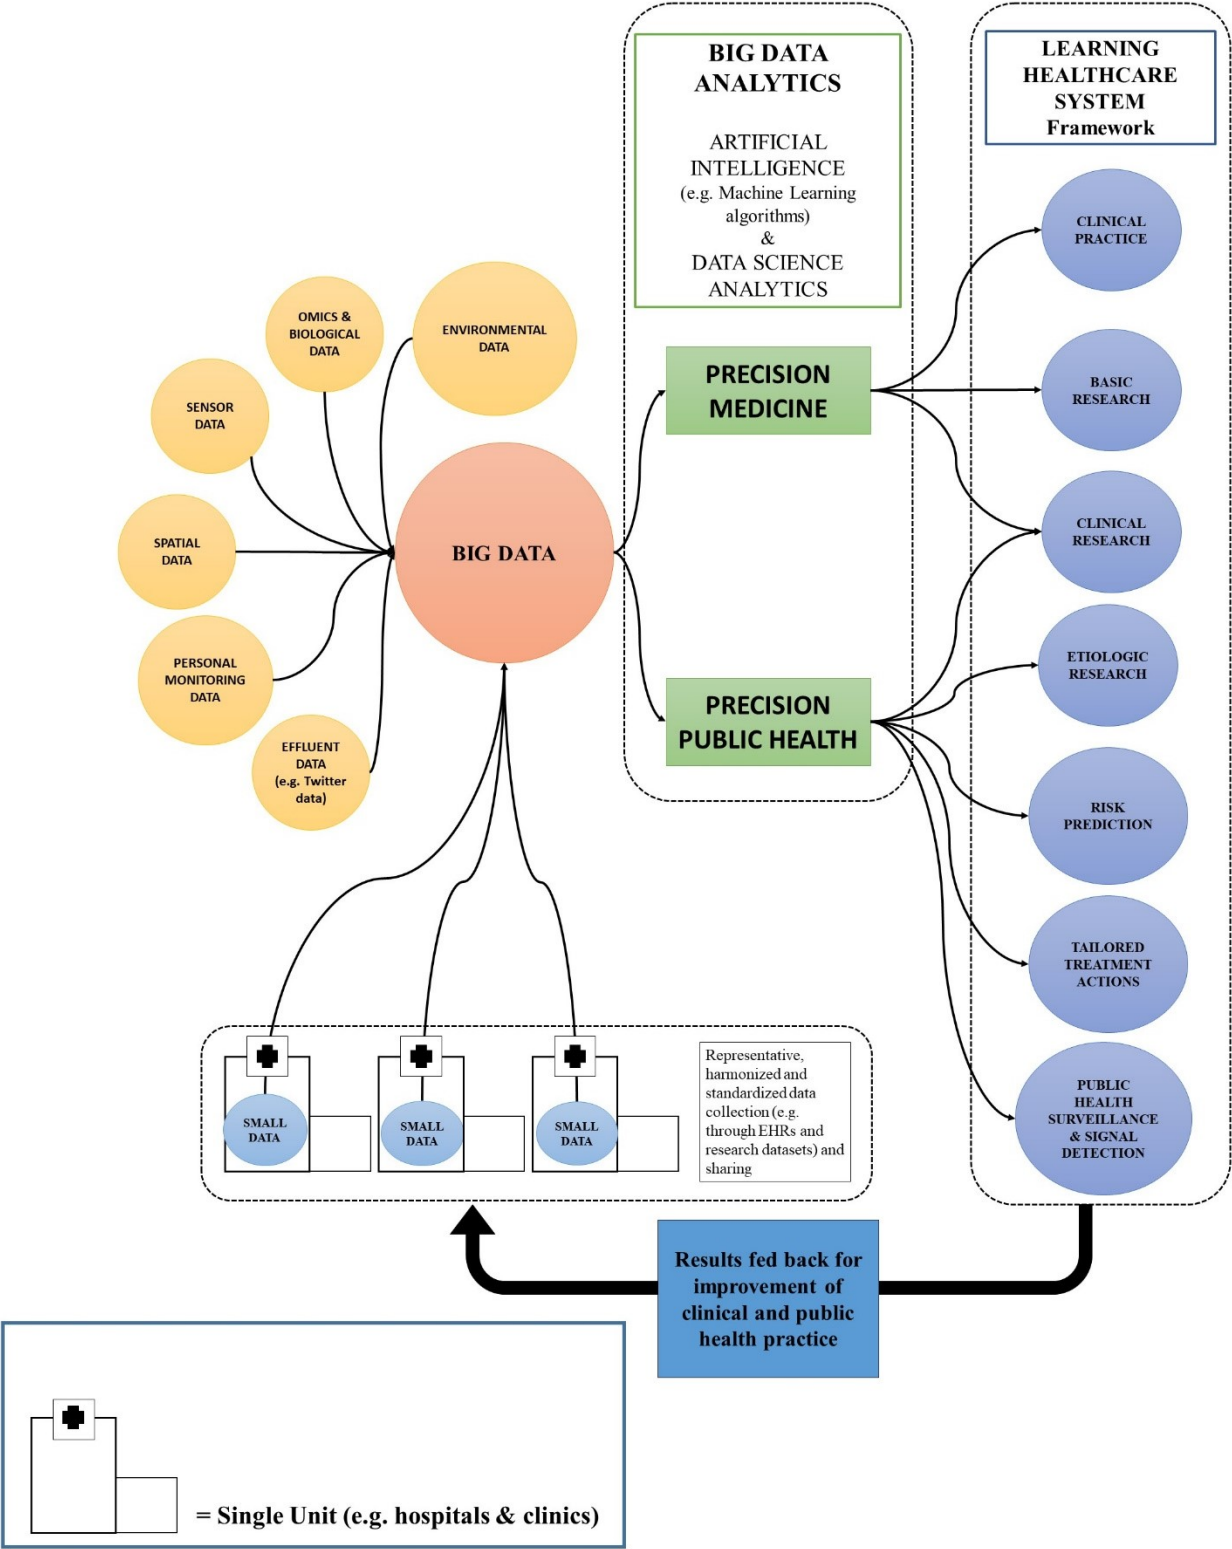 BIG DATA
ANALYTICS
ARTIFICIAL
INTELLIGENCE
(e.g. Machine Learning
algorithms)
&
DATA SCIENCE
ANALYTICS
LEARNING
HEALTHCARE
SYSTEM
Framework
CLINICAL
PRACTICE
OMICS &
BIOLOGICAL
DATA
ENVIRONMENTAL
DATA
SENSOR
DATA
SPATIAL
DATA
PERSONAL
MONITORING
DATA
EFFLUENT
DATA
(e.g. Twitter
data)
BIG DATA
PRECISION
MEDICINE
PRECISION
PUBLIC HEALTH
BASIC
RESEARCH
CLINICAL
RESEARCH
ETIOLOGIC
RESEARCH
RISK
PREDICTION
TAILORED
TREATMENT
ACTIONS
PUBLIC
HEALTH
SURVEILLANCE
& SIGNAL
DETECTION
SMALL
DATA
SMALL
DATA
SMALL
DATA
Representative,
harmonized and
standardized data
collection (e.g.
through EHRs and
research datasets) and
sharing
Results fed back for
improvement of
clinical and public
health practice
= Single Unit (e.g. hospitals & clinics)